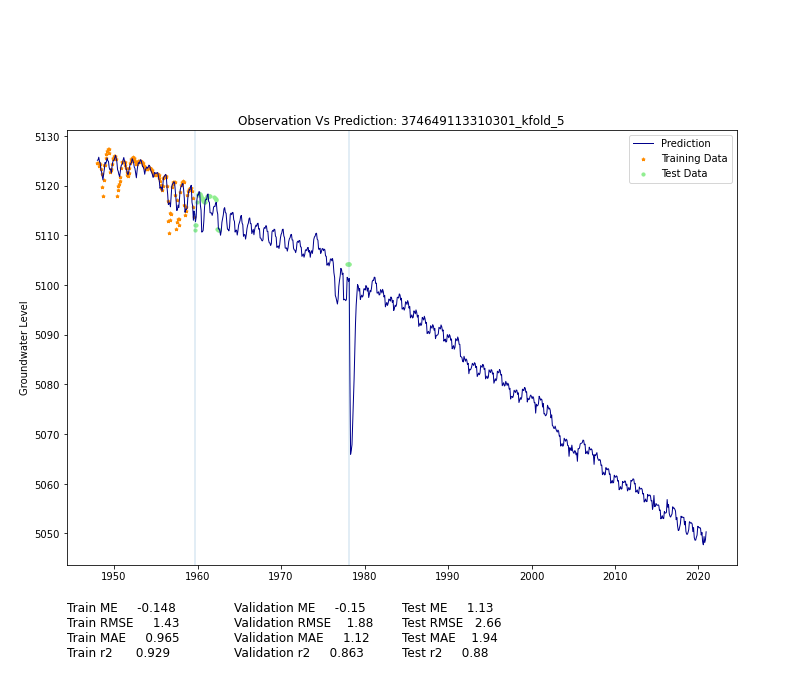 Observation Vs Prediction: 374649113310301_kfold_5
Prediction
Training Data
Test Data
Groundwater Level
5130
5120
5110
5100
5090
5080
5070
5060
5050
1950 1960 1970 1980 1990 2000 2010 2020
Train ME -0.148 Validation ME -0.15 Test ME 1.13
Train RMSE 1.43 Validation RMSE 1.88 Test RMSE 2.66
Train MAE 0.965 Validation MAE 1.12 Test MAE 1.94
Train r2 0.929 Validation r2 0.863 Test r2 0.88